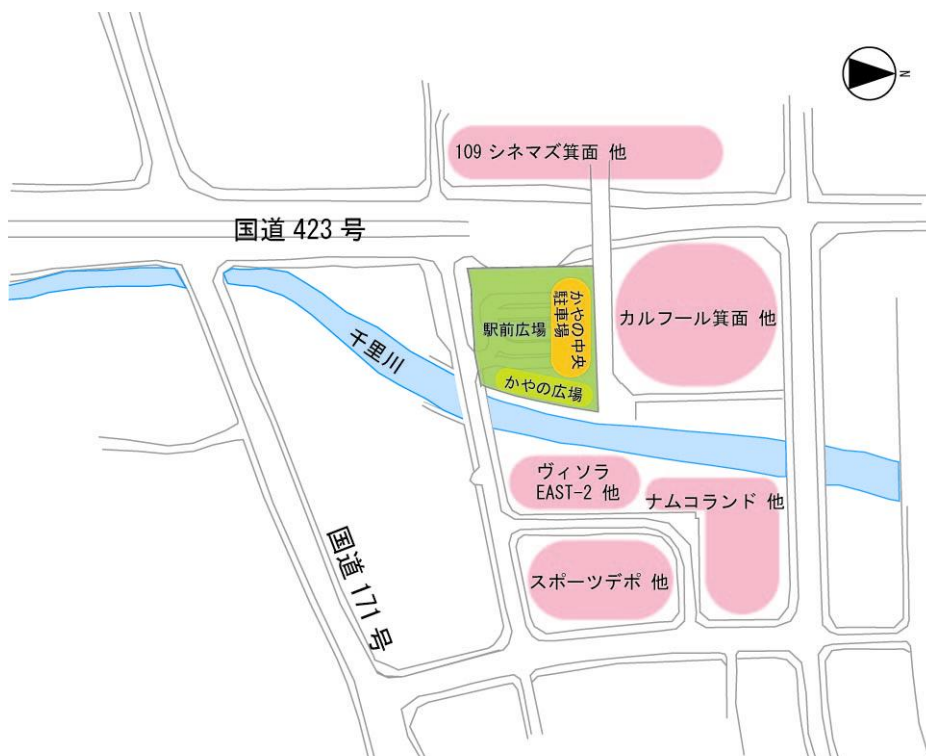 N
109 シネマズ箕面 他
国道 423 号
かやの中央
駐車場
駅前広場
カルフール箕面 他
千里川
かやの広場
ヴィソラ
EAST-2 他
ナムコランド 他
国道 171 号
スポーツデポ 他